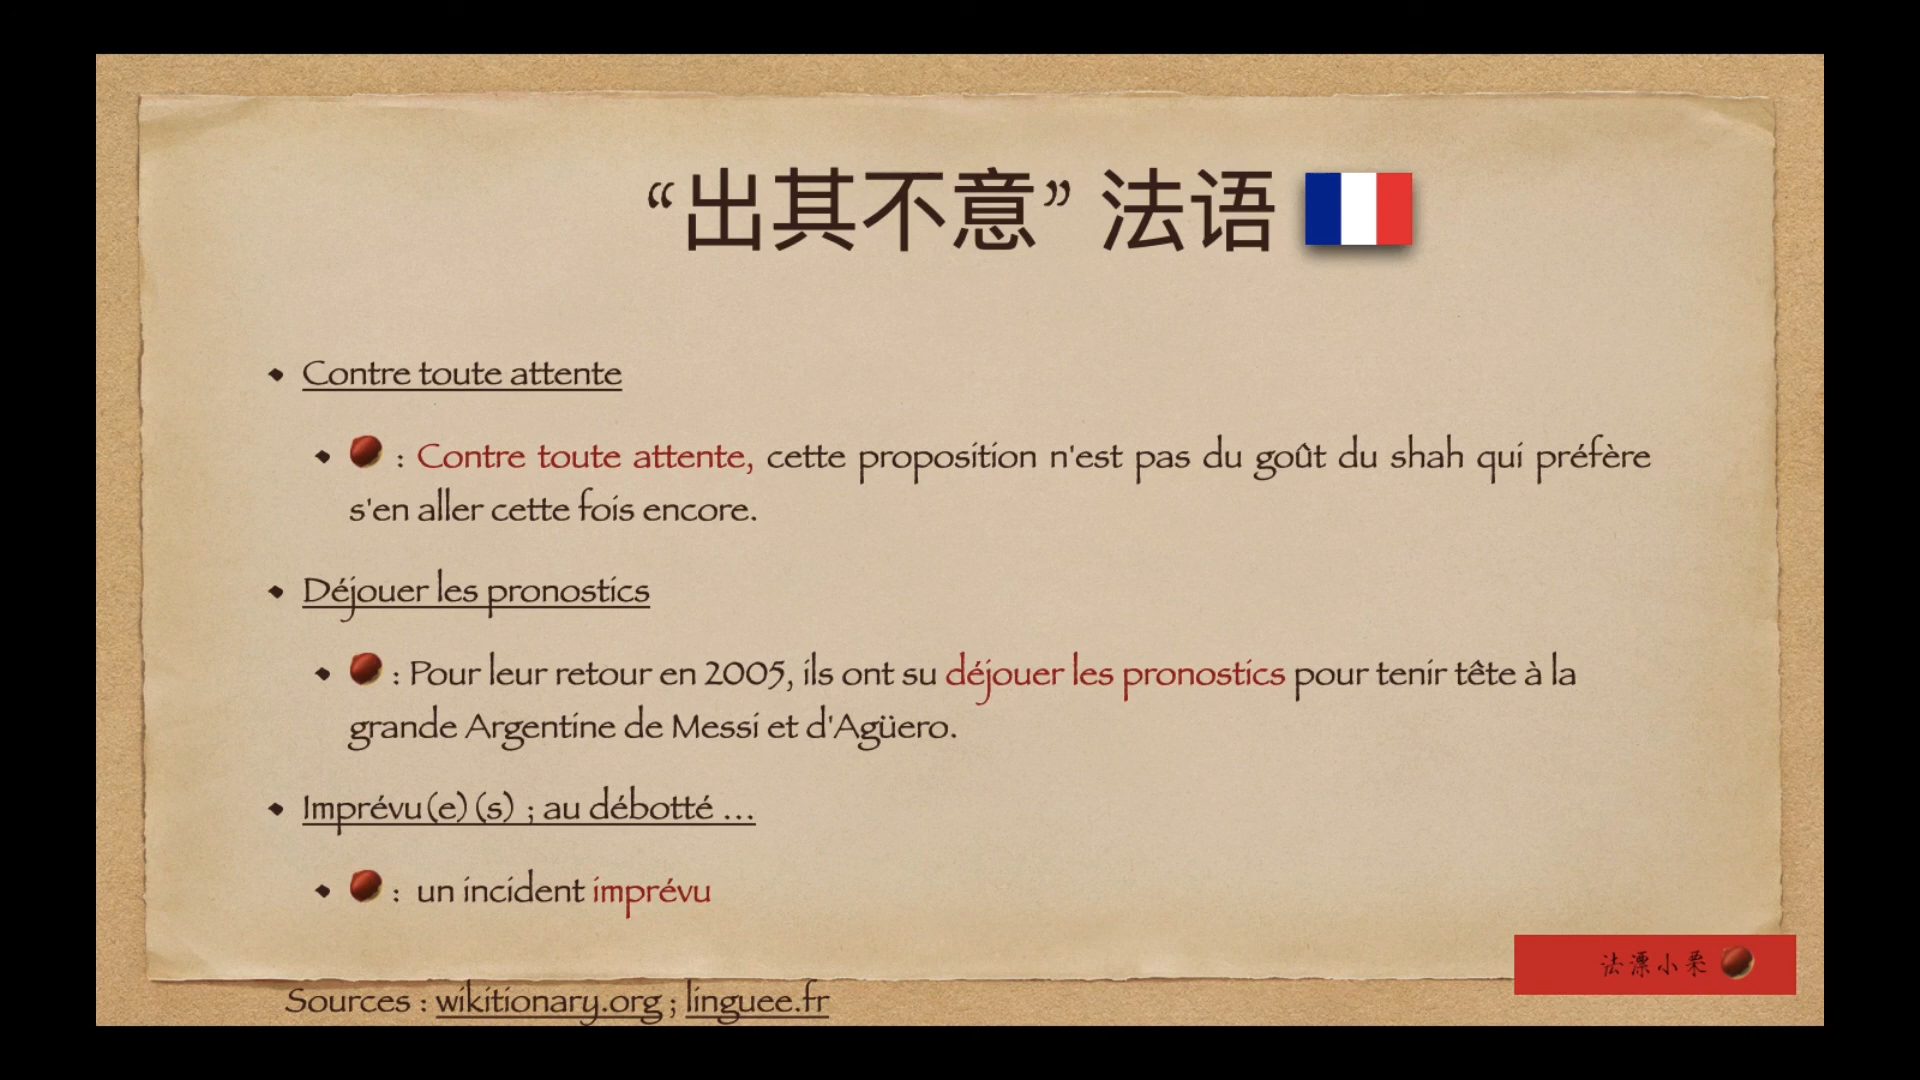 “出其不意” 法语
• Contre toute attente
• : Contre toute attente, cette proposition n'est pas du goût du shah qui préfère
s'en aller cette fois encore.
• Déjouer les pronostics
• : Pour leur retour en 2005, ils ont su déjouer les pronostics pour tenir tête à la
grande Argentine de Messi et d'Agüero.
• Imprévu(e)(s) ; au débotté ...
• : un incident imprévu
法漂小栗
Sources : wikitionary.org ; linguee.fr